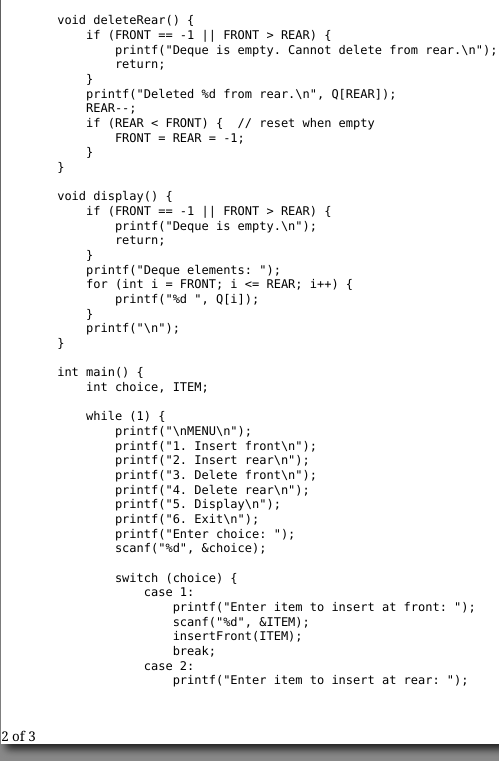 void deleteRear() {
    if (FRONT == -1 || FRONT > REAR) {
        printf("Deque is empty. Cannot delete from rear.\n");
        return;
    }
    printf("Deleted %d from rear.\n", Q[REAR]);
    REAR--;
    if (REAR < FRONT) {  // reset when empty
        FRONT = REAR = -1;
    }
}

void display() {
    if (FRONT == -1 || FRONT > REAR) {
        printf("Deque is empty.\n");
        return;
    }
    printf("Deque elements: ");
    for (int i = FRONT; i <= REAR; i++) {
        printf("%d ", Q[i]);
    }
    printf("\n");
}

int main() {
    int choice, ITEM;

    while (1) {
        printf("\nMENU\n");
        printf("1. Insert front\n");
        printf("2. Insert rear\n");
        printf("3. Delete front\n");
        printf("4. Delete rear\n");
        printf("5. Display\n");
        printf("6. Exit\n");
        printf("Enter choice: ");
        scanf("%d", &choice);

        switch (choice) {
            case 1:
                printf("Enter item to insert at front: ");
                scanf("%d", &ITEM);
                insertFront(ITEM);
                break;
            case 2:
                printf("Enter item to insert at rear: ");
2 of 3